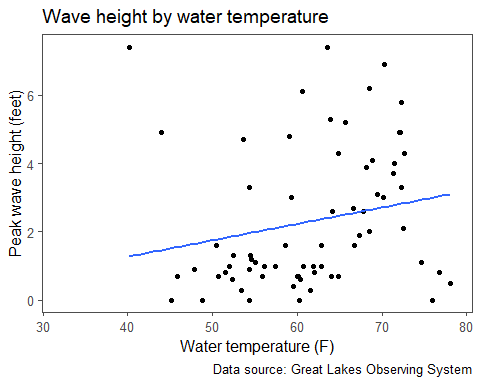 Wave height by water temperature
Peak wave height (feet)
6
4
2
0
30
40
50
60
70
80
Water temperature (F)
Data source: Great Lakes Observing System